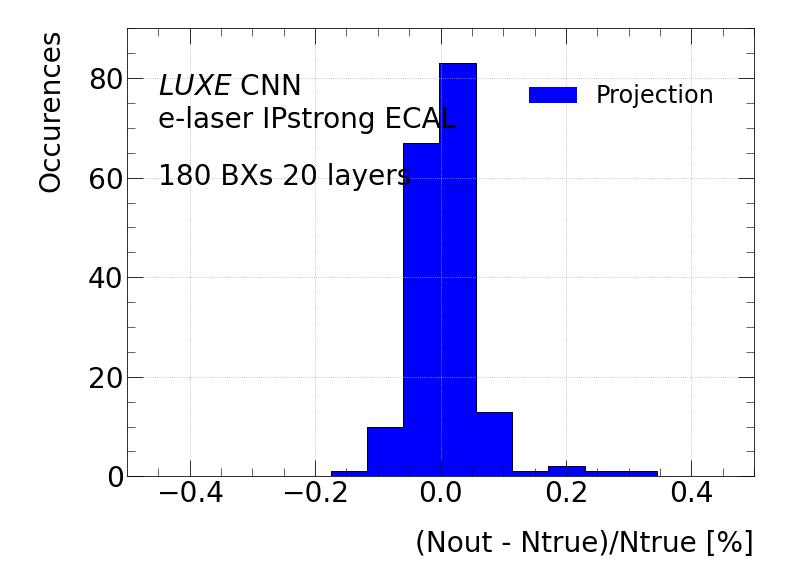 Occurences
80
60
40
20
0
LUXE CNN
e-laser IPstrong ECAL
180 BXs 20 layers
Projection
−0.4 −0.2 0.0 0.2 0.4
(Nout - Ntrue)/Ntrue [%]